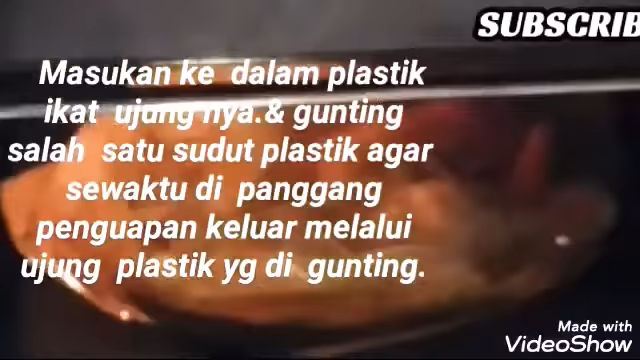 SUBSCRIB
Masukan ke dalam plastik
ikat ujung nya.& gunting
salah satu sudut plastik agar
sewaktu di panggang
penguapan keluar melalui
ujung plastik yg di gunting.
Made with
VideoShow